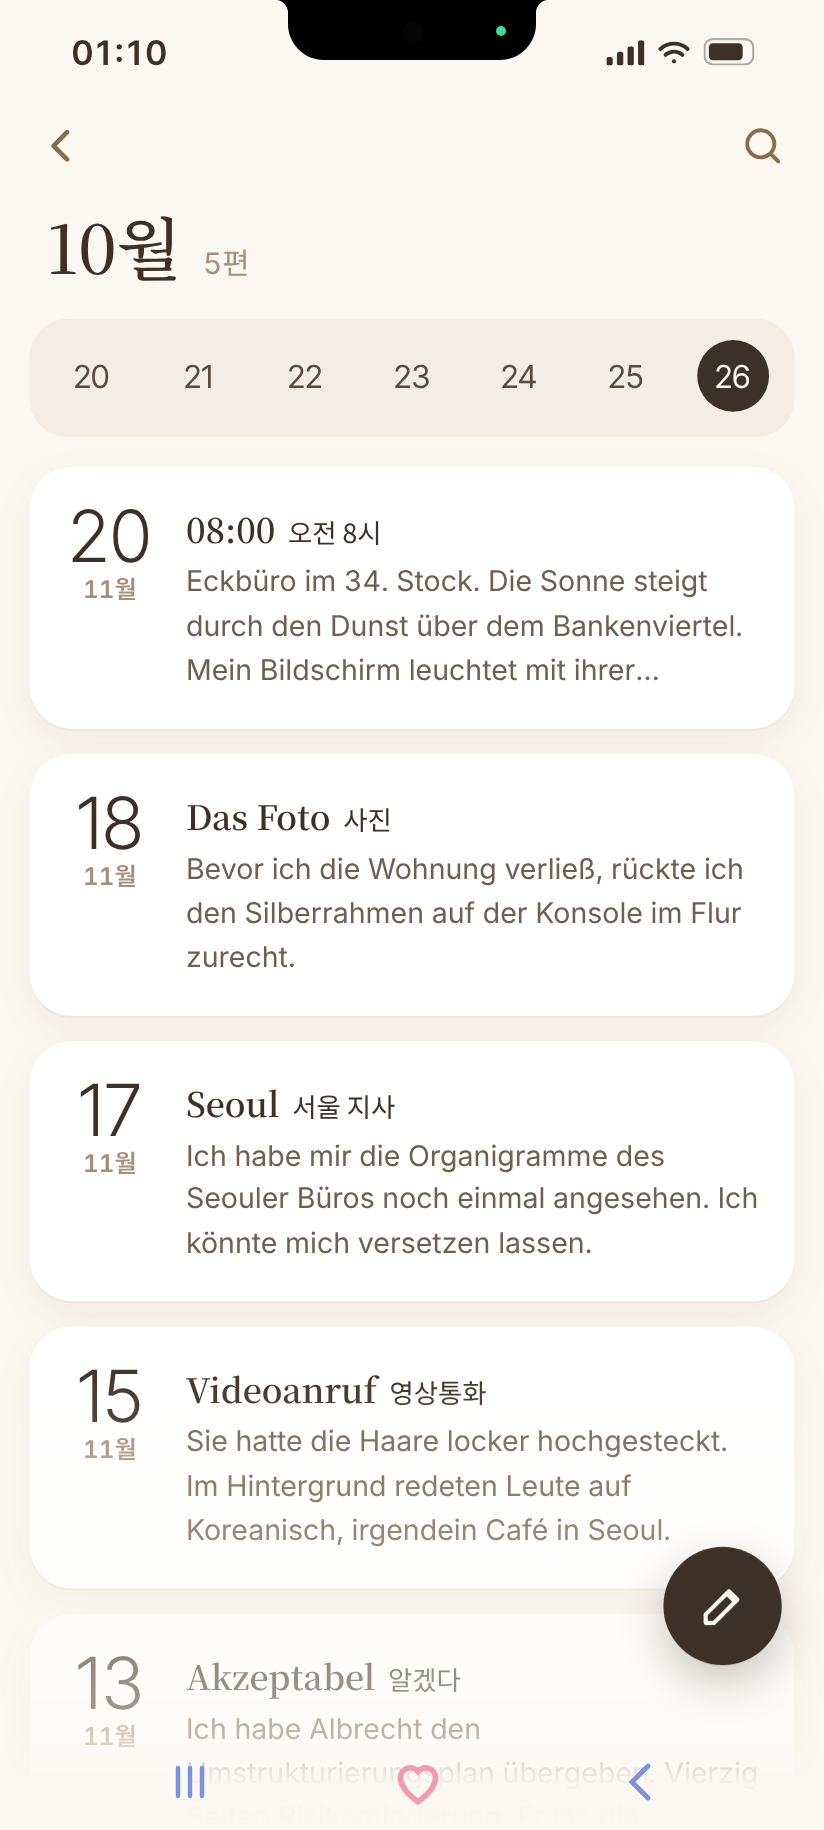 01:10
10월 5편
20 21 22 23 24 25 26
20
11월
08:00 오전 8시
Eckbüro im 34. Stock. Die Sonne steigt
durch den Dunst über dem Bankenviertel.
Mein Bildschirm leuchtet mit ihrer...
18
11월
Das Foto 사진
Bevor ich die Wohnung verließ, rückte ich
den Silberrahmen auf der Konsole im Flur
zurecht.
17
11월
Seoul 서울 지사
Ich habe mir die Organigramme des
Seouler Büros noch einmal angesehen. Ich
könnte mich versetzen lassen.
15
11월
Videoanruf 영상통화
Sie hatte die Haare locker hochgesteckt.
Im Hintergrund redeten Leute auf
Koreanisch, irgendein Café in Seoul.
13
11월
Akzeptabel 알겠다
Ich habe Albrecht den
Umstrukturierungsplan übergeben. Vierzig
Seiten Risikominderung.